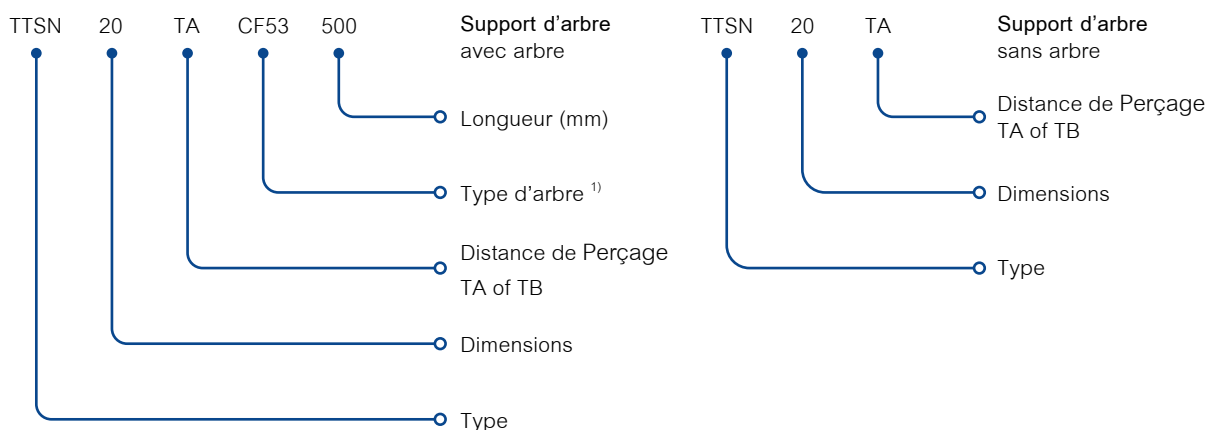 TTSN 20 TA CF53 500
Support d’arbre
avec arbre
Longueur (mm)
Type d’arbre 1)
Distance de Perçage
TA of TB
Dimensions
Type
TTSN 20 TA
Support d’arbre
sans arbre
Distance de Perçage
TA of TB
Dimensions
Type